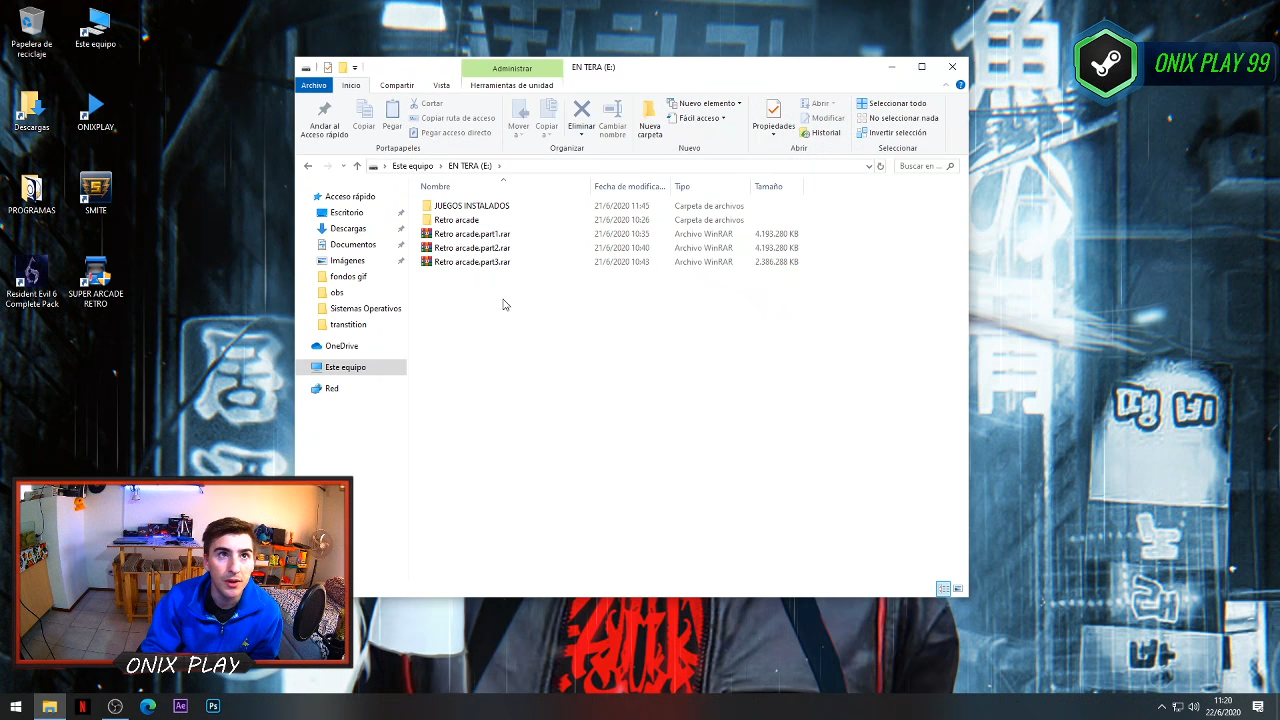 Papelera de
reciclaje
Este equipo
Descargas
ONIXPLAY
PROGRAMAS
SMITE
Resident Evil 6
Complete Pack
SUPER ARCADE
RETRO
Administrar
EN TERA (E:)
Archivo
Inicio
Compartir
Vista
Herramientas de unidad
Andar al
Acceso rápido
Copiar
Pegar
Cortar
Copiar ruta de acceso
Pegar acceso directo
Portapapeles
Mover
a
Copiar
a
Eliminar
Cambiar
nombre
Organizar
Nueva
carpeta
Nuevo elemento
Fácil acceso
Nuevo
Propiedades
Abrir
Modificar
Historial
Abrir
Seleccionar todo
No seleccionar nada
Invertir selección
Seleccionar
Este equipo > EN TERA (E:) >
Buscar en ...
Acceso rápido
Escritorio
Descargas
Documentos
Imágenes
fondos gif
obs
Sistemas Operativos
transtition
OneDrive
Este equipo
Red
Nombre Fecha de modifica... Tipo Tamaño
JUEGOS INSTALADOS 21/6/2020 11:45 Carpeta de archivos
Retro arcade 21/6/2020 10:26 Carpeta de archivos
Retro arcade.part1.rar 21/6/2020 10:35 Archivo WinRAR 4.193.280 KB
Retro arcade.part2.rar 21/6/2020 10:40 Archivo WinRAR 4.193.280 KB
Retro arcade.part3.rar 21/6/2020 10:43 Archivo WinRAR 2.386.288 KB
ONIX PLAY 99
ONIX PLAY
N
Ae
Ps
11:20
22/6/2020